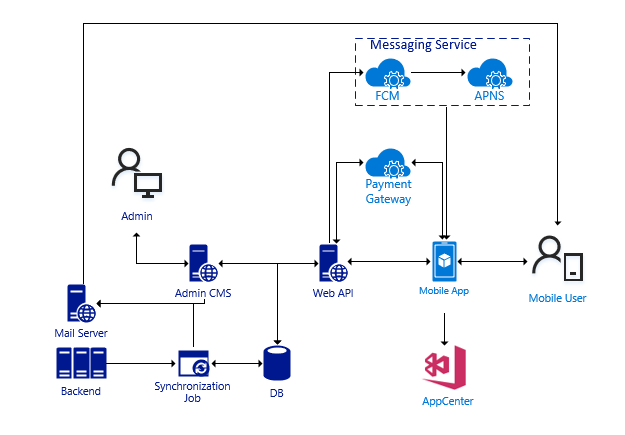 Messaging Service
FCM
APNS
Payment
Gateway
Admin
Admin CMS
Web API
Mobile App
Mobile User
Mail Server
Backend
Synchronization
Job
DB
AppCenter